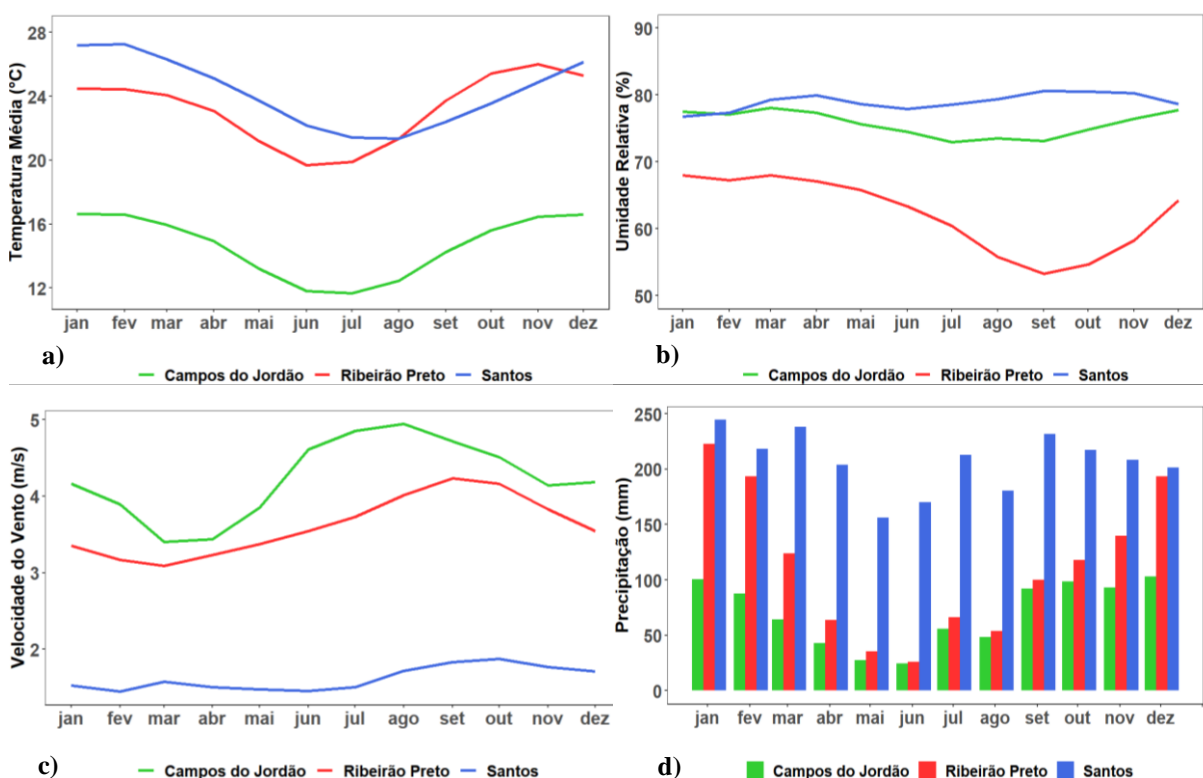 Temperatura Média (°C)
28
24
20
16
12
jan fev mar abr mai jun jul ago set out nov dez
a)
Campos do Jordão Ribeirão Preto Santos
Umidade Relativa (%)
90
80
70
60
50
jan fev mar abr mai jun jul ago set out nov dez
b)
Campos do Jordão Ribeirão Preto Santos
Velocidade do Vento (m/s)
5
4
3
2
jan fev mar abr mai jun jul ago set out nov dez
c)
Campos do Jordão Ribeirão Preto Santos
Precipitação (mm)
250
200
150
100
50
0
jan fev mar abr mai jun jul ago set out nov dez
d)
Campos do Jordão Ribeirão Preto Santos